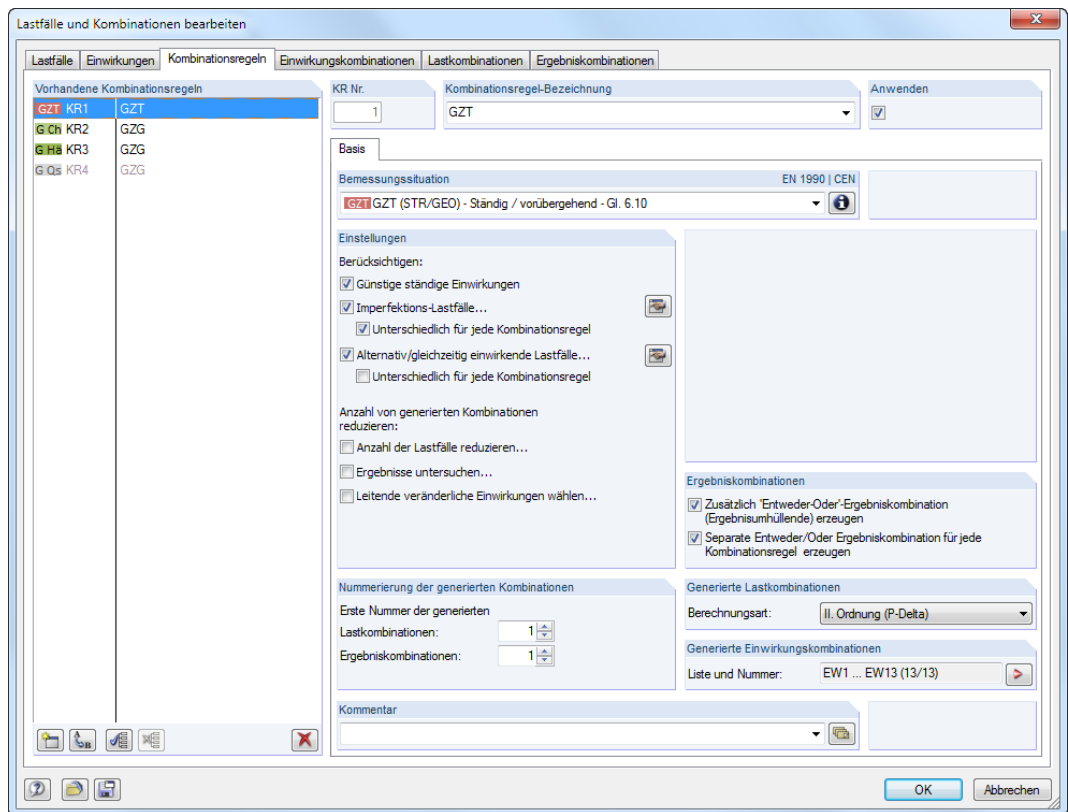 Lastfälle und Kombinationen bearbeiten
Lastfälle Einwirkungen Kombinationsregeln Einwirkungskombinationen Lastkombinationen Ergebniskombinationen
Vorhandene Kombinationsregeln
GZT KR1 GZT
G Ch KR2 GZG
G Hä KR3 GZG
G Qs KR4 GZG
KR Nr.
1
Kombinationsregel-Bezeichnung
GZT
Anwenden
Basis
Bemessungssituation EN 1990 | CEN
GZT GZT (STR/GEO) - Ständig / vorübergehend - Gl. 6.10
Einstellungen
Berücksichtigen:
Günstige ständige Einwirkungen
Imperfektions-Lastfälle...
Unterschiedlich für jede Kombinationsregel
Alternativ/gleichzeitig einwirkende Lastfälle...
Unterschiedlich für jede Kombinationsregel
Anzahl von generierten Kombinationen
reduzieren:
Anzahl der Lastfälle reduzieren...
Ergebnisse untersuchen...
Leitende veränderliche Einwirkungen wählen...
Ergebniskombinationen
Zusätzlich 'Entweder-Oder'-Ergebniskombination
(Ergebnisumhüllende) erzeugen
Separate Entweder/Oder Ergebniskombination für jede
Kombinationsregel erzeugen
Nummerierung der generierten Kombinationen
Erste Nummer der generierten
Lastkombinationen: 1
Ergebniskombinationen: 1
Generierte Lastkombinationen
Berechnungsart: II. Ordnung (P-Delta)
Generierte Einwirkungskombinationen
Liste und Nummer: EW1 ... EW13 (13/13)
Kommentar
OK Abbrechen